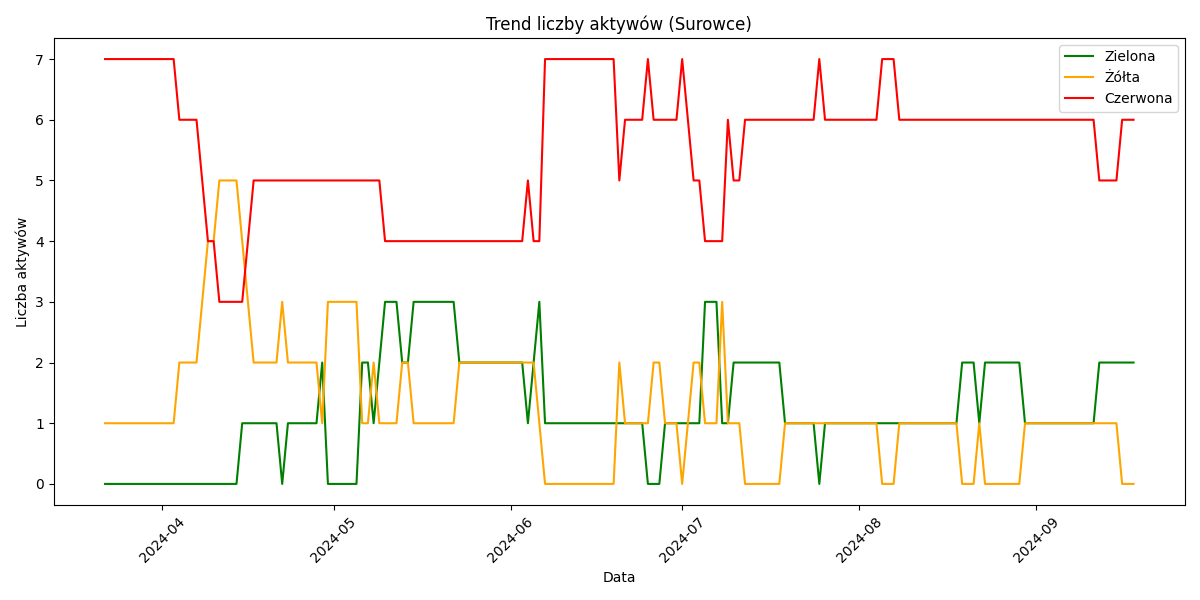 Trend liczby aktywów (Surowce)
Zielona
Żółta
Czerwona
Liczba aktywów
7
6
5
4
3
2
1
0
2024-04
2024-05
2024-06
2024-07
2024-08
2024-09
Data